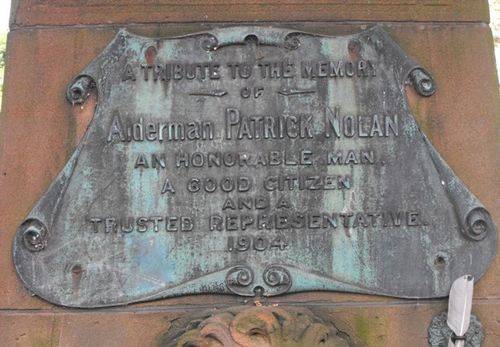 A TRIBUTE TO THE MEMORY
OF
Alderman PATRICK NOLAN
AN HONORABLE MAN.
A GOOD CITIZEN
AND A
TRUSTED REPRESENTATIVE.
1904